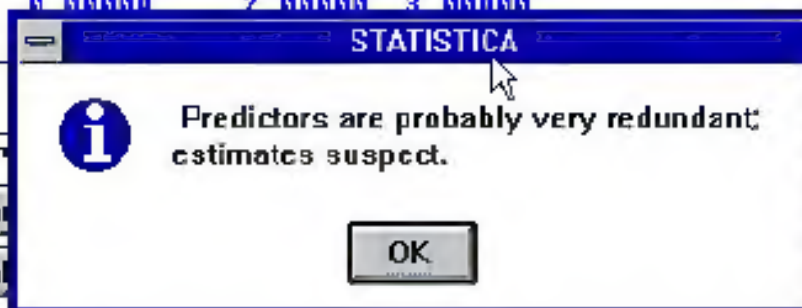 STATISTICA
Predictors are probably very redundant;
estimates suspect.
OK